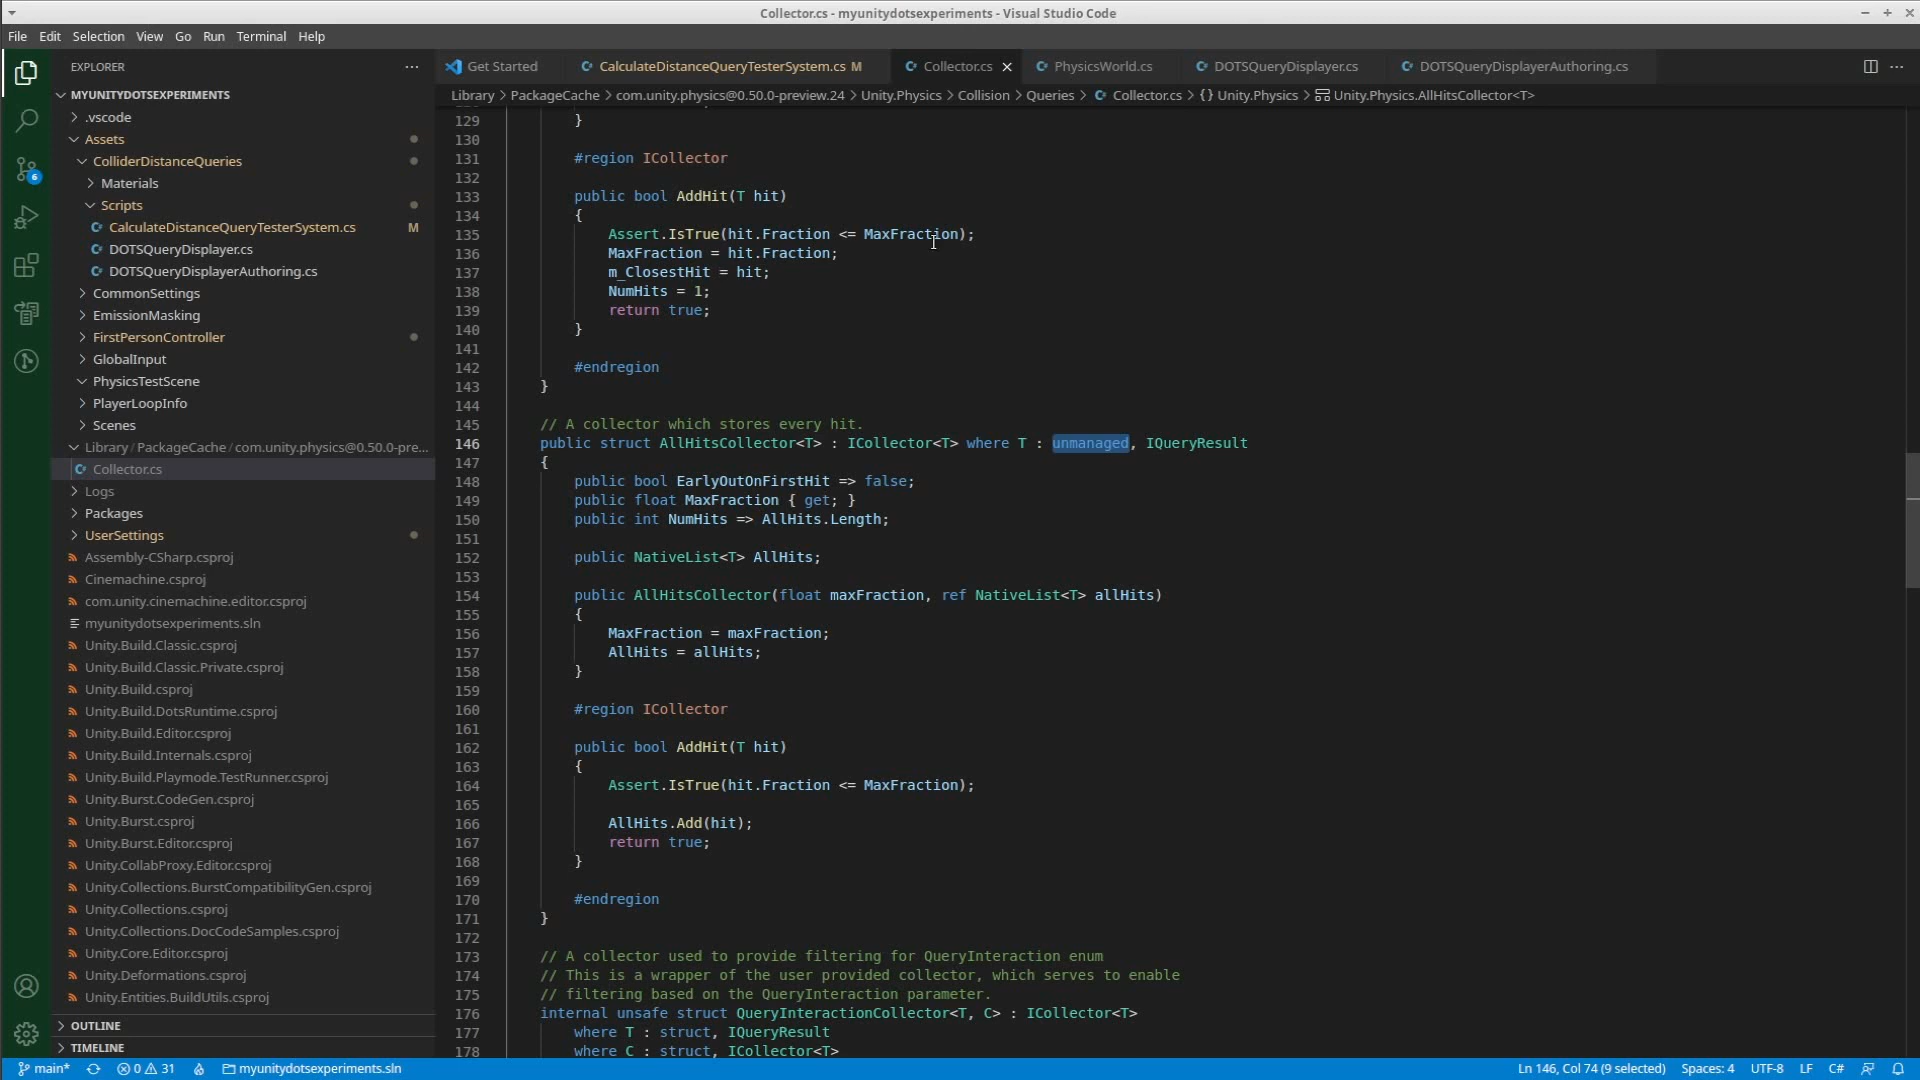 Collector.cs - myunitydotsexperiments - Visual Studio Code
File Edit Selection View Go Run Terminal Help
EXPLORER
MYUNITYDOTSEXPERIMENTS
.vscode
Assets
ColliderDistanceQueries
Materials
Scripts
CalculateDistanceQueryTesterSystem.cs M
DOTSQueryDisplayer.cs
DOTSQueryDisplayerAuthoring.cs
CommonSettings
EmissionMasking
FirstPersonController
GlobalInput
PhysicsTestScene
PlayerLoopInfo
Scenes
Library / PackageCache / com.unity.physics@0.50.0-pre...
Collector.cs
Logs
Packages
UserSettings
Assembly-CSharp.csproj
Cinemachine.csproj
com.unity.cinemachine.editor.csproj
myunitydotsexperiments.sln
Unity.Build.Classic.csproj
Unity.Build.Classic.Private.csproj
Unity.Build.csproj
Unity.Build.DotsRuntime.csproj
Unity.Build.Editor.csproj
Unity.Build.Internals.csproj
Unity.Build.Playmode.TestRunner.csproj
Unity.Burst.CodeGen.csproj
Unity.Burst.csproj
Unity.Burst.Editor.csproj
Unity.CollabProxy.Editor.csproj
Unity.Collections.BurstCompatibilityGen.csproj
Unity.Collections.csproj
Unity.Collections.DocCodeSamples.csproj
Unity.Core.Editor.csproj
Unity.Deformations.csproj
Unity.Entities.BuildUtils.csproj
OUTLINE
TIMELINE
6
Get Started CalculateDistanceQueryTesterSystem.cs M Collector.cs PhysicsWorld.cs DOTSQueryDisplayer.cs DOTSQueryDisplayerAuthoring.cs
Library > PackageCache > com.unity.physics@0.50.0-preview.24 > Unity.Physics > Collision > Queries > Collector.cs > {} Unity.Physics > Unity.Physics.AllHitsCollector<T>
129 }
130
131 #region ICollector
132
133 public bool AddHit(T hit)
134 {
135 Assert.IsTrue(hit.Fraction <= MaxFraction);
136 MaxFraction = hit.Fraction;
137 m_ClosestHit = hit;
138 NumHits = 1;
139 return true;
140 }
141
142 #endregion
143 }
144
145 // A collector which stores every hit.
146 public struct AllHitsCollector<T> : ICollector<T> where T : unmanaged, IQueryResult
147 {
148 public bool EarlyOutOnFirstHit => false;
149 public float MaxFraction { get; }
150 public int NumHits => AllHits.Length;
151
152 public NativeList<T> AllHits;
153
154 public AllHitsCollector(float maxFraction, ref NativeList<T> allHits)
155 {
156 MaxFraction = maxFraction;
157 AllHits = allHits;
158 }
159
160 #region ICollector
161
162 public bool AddHit(T hit)
163 {
164 Assert.IsTrue(hit.Fraction <= MaxFraction);
165
166 AllHits.Add(hit);
167 return true;
168 }
169
170 #endregion
171 }
172
173 // A collector used to provide filtering for QueryInteraction enum
174 // This is a wrapper of the user provided collector, which serves to enable
175 // filtering based on the QueryInteraction parameter.
176 internal unsafe struct QueryInteractionCollector<T, C> : ICollector<T>
177 where T : struct, IQueryResult
178 where C : struct, ICollector<T>
main* 0 31 myunitydotsexperiments.sln Ln 146, Col 74 (9 selected) Spaces: 4 UTF-8 LF C#